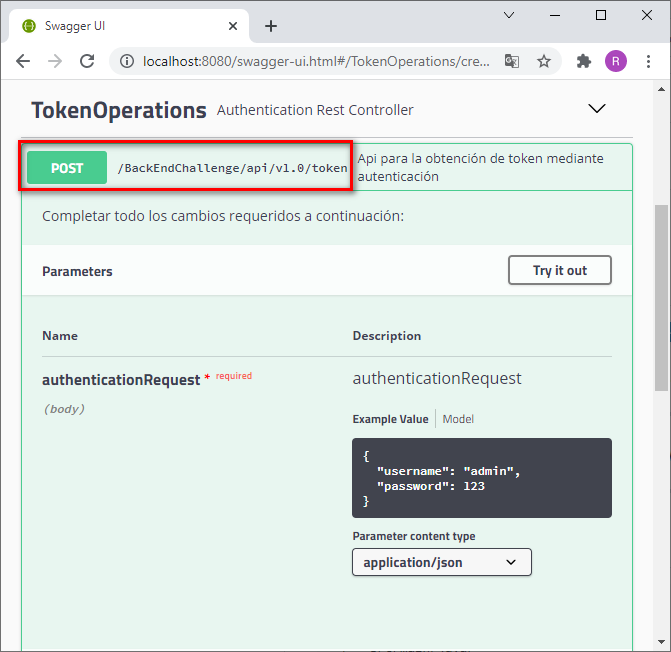 Swagger UI
localhost:8080/swagger-ui.html#/TokenOperations/cre...
R
TokenOperations Authentication Rest Controller
POST /BackEndChallenge/api/v1.0/token
Api para la obtención de token mediante
autenticación
Completar todo los cambios requeridos a continuación:
Parameters
Try it out
Name
Description
authenticationRequest * required
(body)
authenticationRequest
Example Value | Model
{
"username": "admin",
"password": 123
}
Parameter content type
application/json